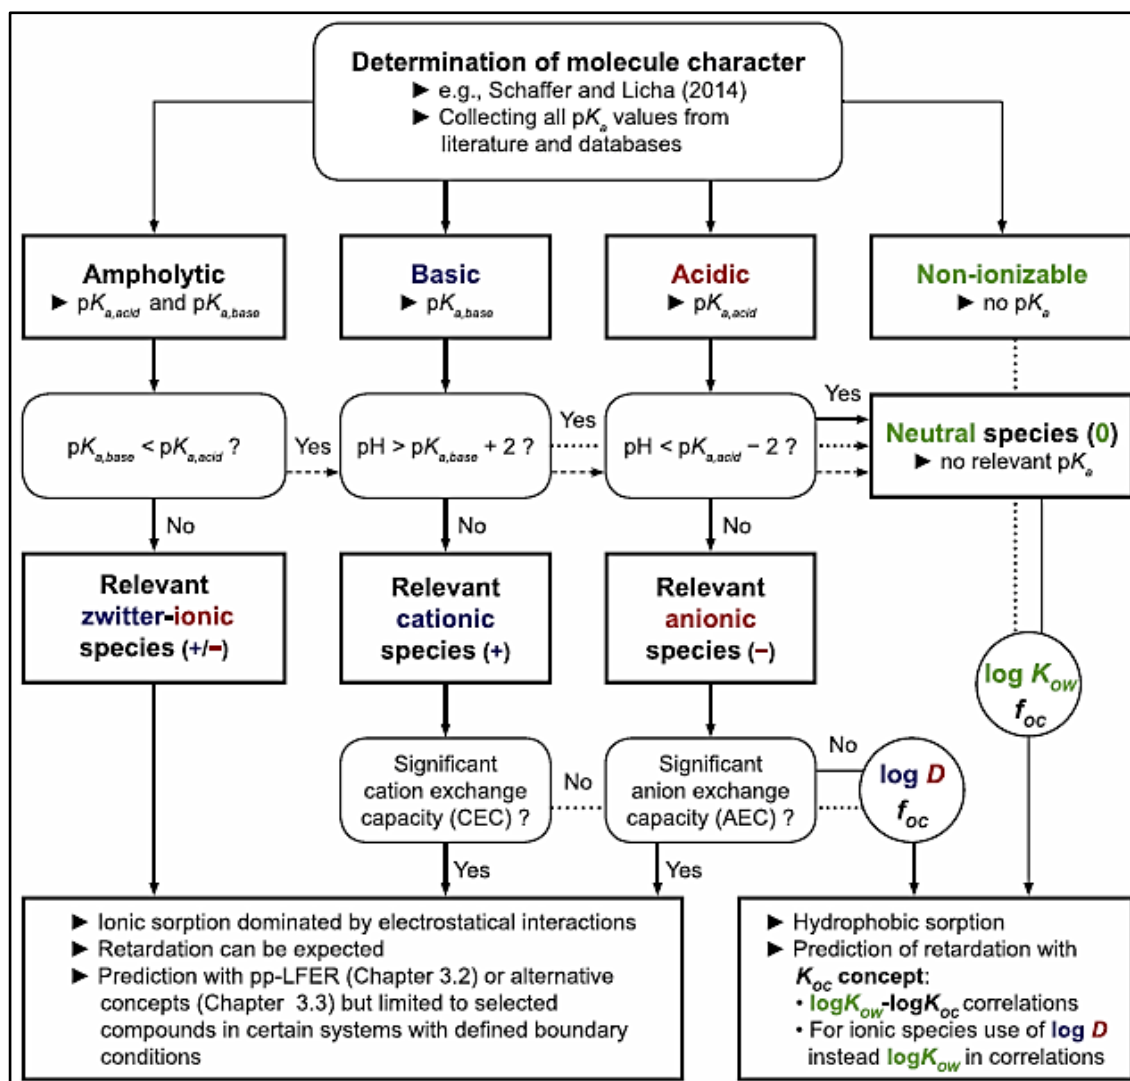 Determination of molecule character
► e.g., Schaffer and Licha (2014)
► Collecting all pKa values from
literature and databases
Ampholytic
► pKa,acid and pKa,base
Basic
► pKa,base
Acidic
► pKa,acid
Non-ionizable
► no pKa
pKa,base < pKa,acid ?
Yes
pH > pKa,base + 2 ?
Yes
pH < pKa,acid − 2 ?
Yes
Neutral species (0)
► no relevant pKa
No
No
No
Relevant
zwitter-ionic
species (+/−)
Relevant
cationic
species (+)
Relevant
anionic
species (−)
log KOW
foc
Significant
cation exchange
capacity (CEC) ?
No
Significant
anion exchange
capacity (AEC) ?
No
log D
foc
Yes
Yes
► Ionic sorption dominated by electrostatical interactions
► Retardation can be expected
► Prediction with pp-LFER (Chapter 3.2) or alternative
concepts (Chapter 3.3) but limited to selected
compounds in certain systems with defined boundary
conditions
► Hydrophobic sorption
► Prediction of retardation with
Koc concept:
• logKOW-logKoc correlations
• For ionic species use of log D
instead logKOW in correlations